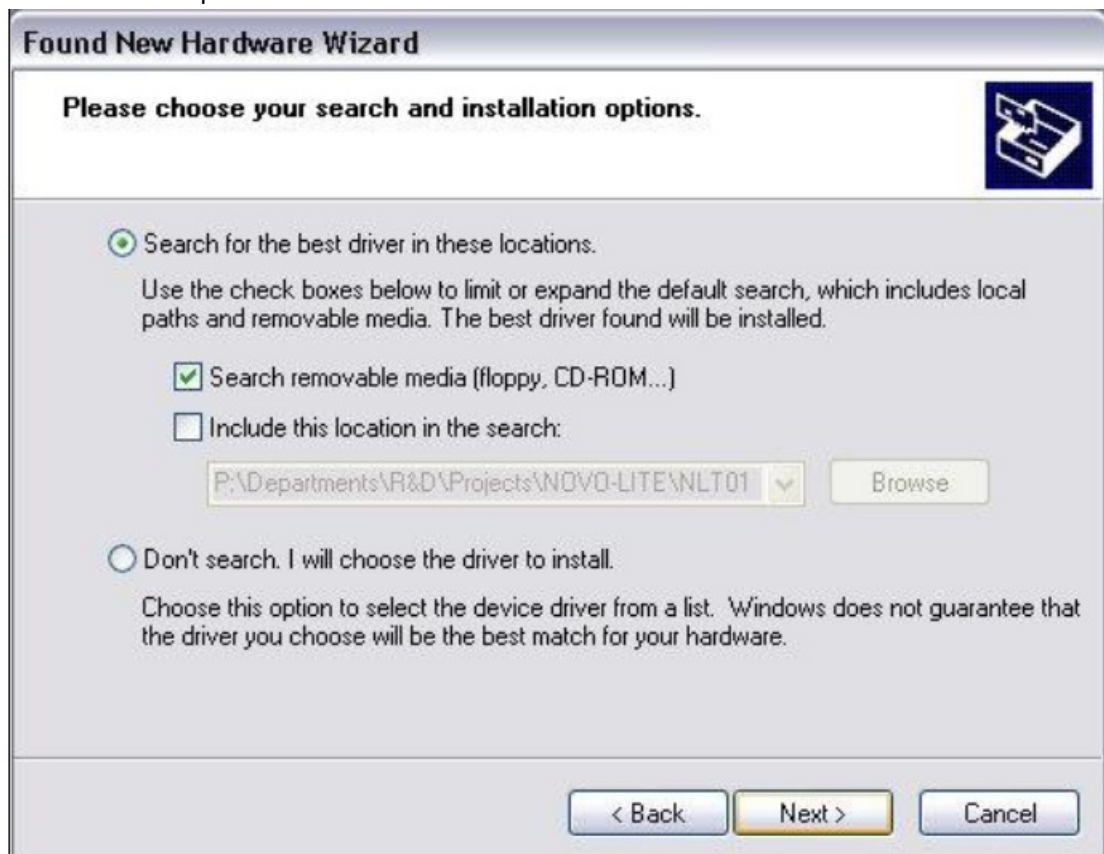 Found New Hardware Wizard
Please choose your search and installation options.
Search for the best driver in these locations.
Use the check boxes below to limit or expand the default search, which includes local
paths and removable media. The best driver found will be installed.
Search removable media (floppy, CD-ROM...)
Include this location in the search:
P:\Departments\R&D\Projects\NOVO-LITE\NLT01
Browse
Don't search. I will choose the driver to install.
Choose this option to select the device driver from a list. Windows does not guarantee that
the driver you choose will be the best match for your hardware.
< Back
Next >
Cancel